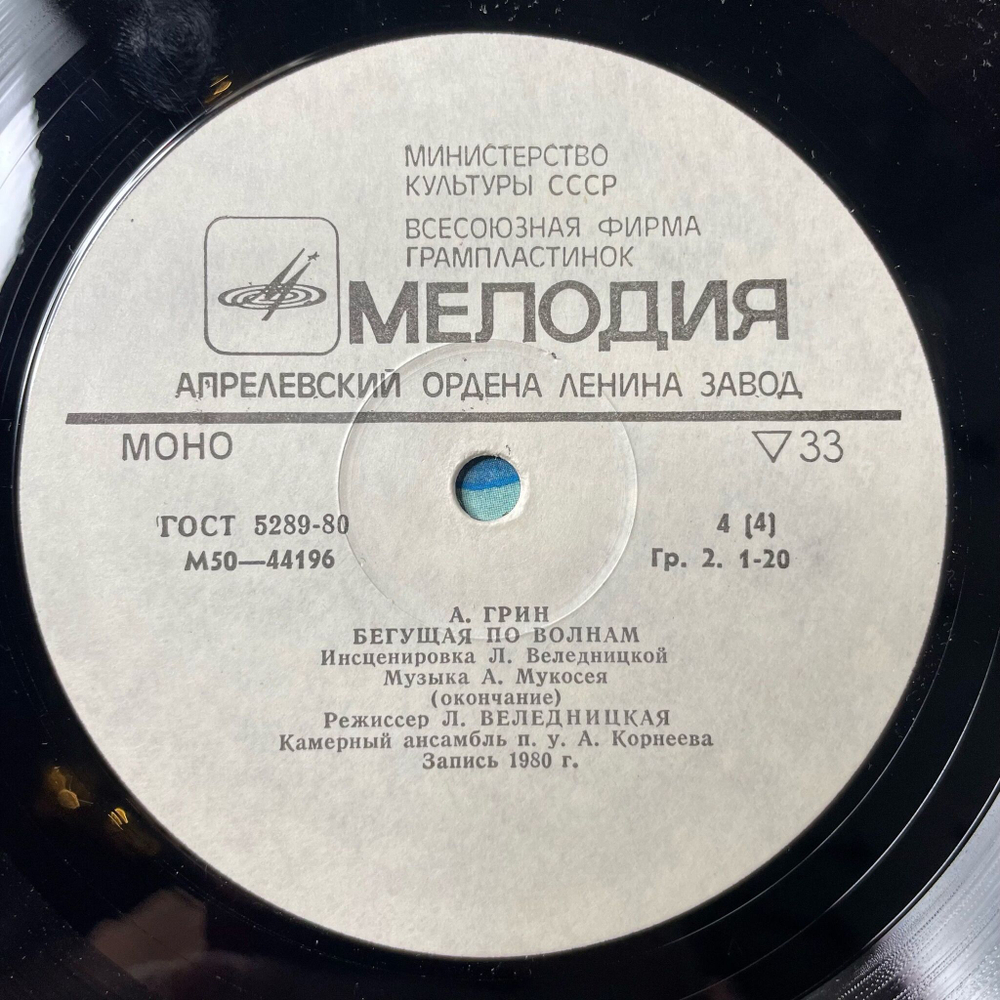 МИНИСТЕРСТВО
КУЛЬТУРЫ СССР
ВСЕСОЮЗНАЯ ФИРМА
ГРАМПЛАСТИНОК
МЕЛОДИЯ
АПРЕЛЕВСКИЙ ОРДЕНА ЛЕНИНА ЗАВОД
МОНО ▽33
ГОСТ 5289-80 4 (4)
М50—44196 Гр. 2. 1-20
А. ГРИН
БЕГУЩАЯ ПО ВОЛНАМ
Инсценировка Л. Веледницкой
Музыка А. Мукосея
(окончание)
Режиссер Л. ВЕЛЕДНИЦКАЯ
Камерный ансамбль п. у. А. Корнеева
Запись 1980 г.